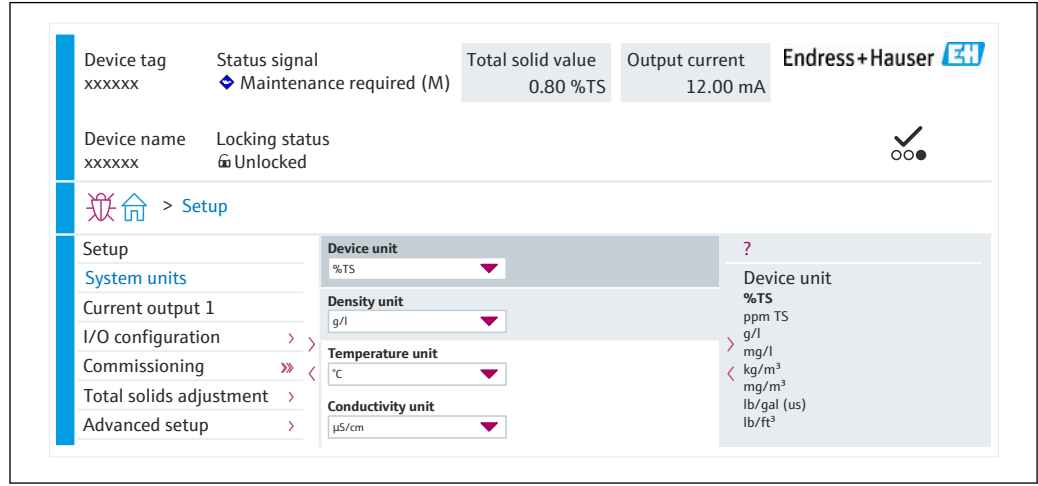 Device tag
xxxxxx
Status signal
Maintenance required (M)
Total solid value
0.80 %TS
Output current
12.00 mA
Endress+Hauser EH
Device name
xxxxxx
Locking status
Unlocked
> Setup
Setup
System units
Current output 1
I/O configuration >
Commissioning >>>
Total solids adjustment >
Advanced setup >
>
<
Device unit
%TS
Density unit
g/l
Temperature unit
°C
Conductivity unit
µS/cm
>
<
?
Device unit
%TS
ppm TS
g/l
mg/l
kg/m³
mg/m³
lb/gal (us)
lb/ft³